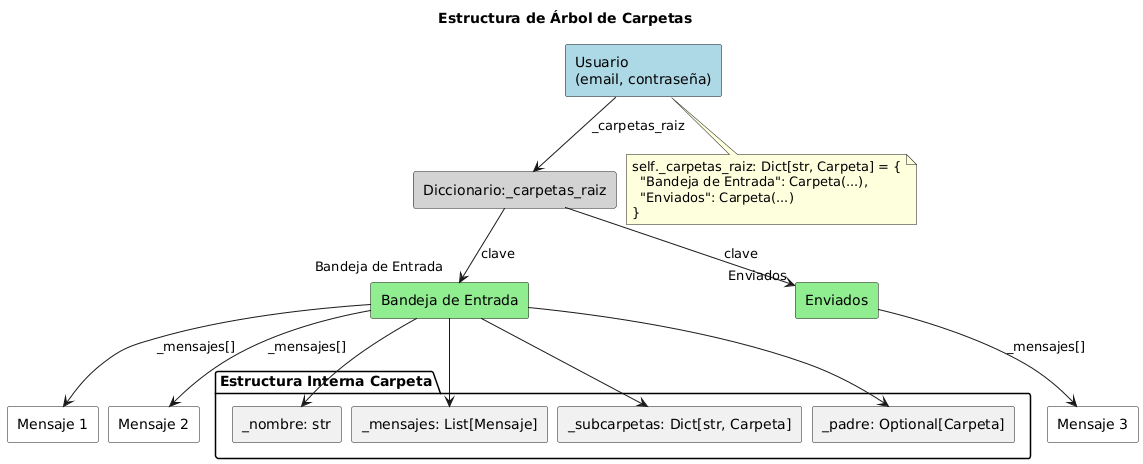 Estructura de Árbol de Carpetas
Usuario
(email, contraseña)
_carpetas_raiz
self._carpetas_raiz: Dict[str, Carpeta] = {
"Bandeja de Entrada": Carpeta(...),
"Enviados": Carpeta(...)
}
Diccionario:_carpetas_raiz
clave
clave
Bandeja de Entrada
Enviados
Bandeja de Entrada
Enviados
_mensajes[]
_mensajes[]
_mensajes[]
Estructura Interna Carpeta
Mensaje 1
Mensaje 2
_nombre: str
_mensajes: List[Mensaje]
_subcarpetas: Dict[str, Carpeta]
_padre: Optional[Carpeta]
Mensaje 3